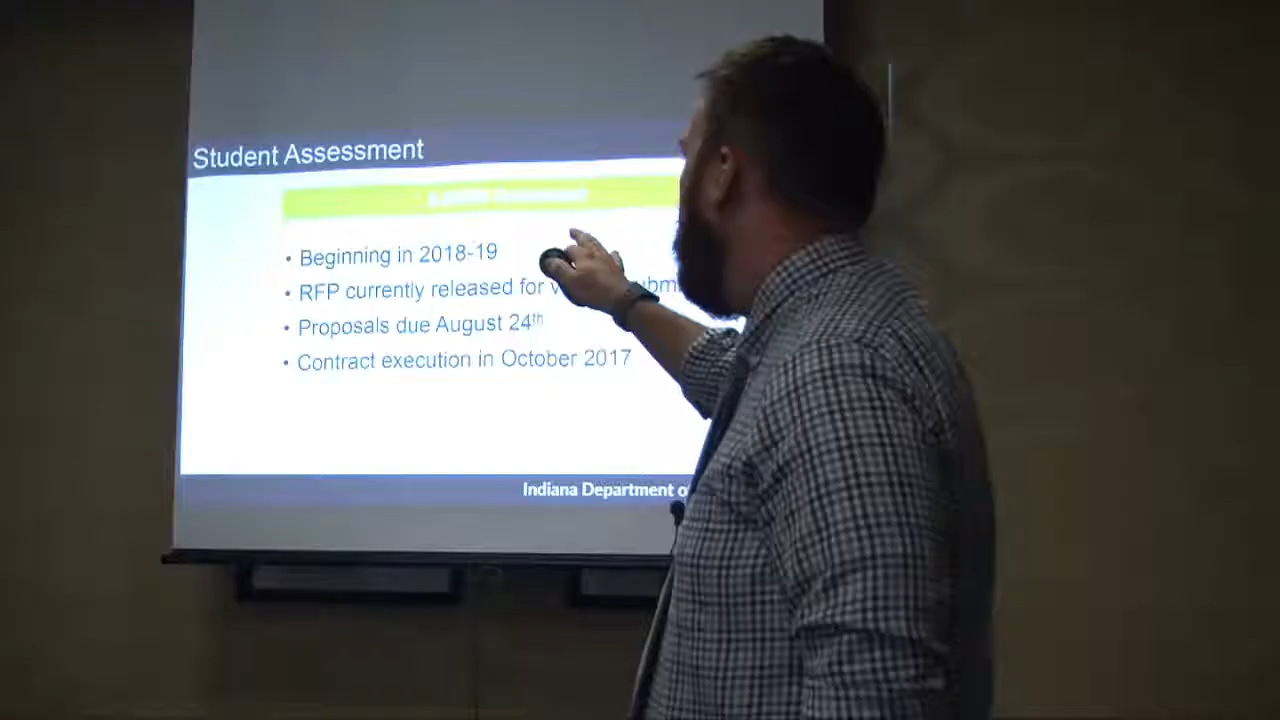 Student Assessment
• Beginning in 2018-19
• RFP currently released for
• Proposals due August 24th
• Contract execution in October 2017
Indiana Department